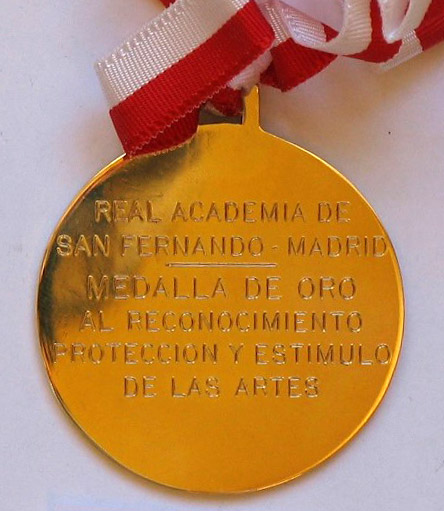 REAL ACADEMIA DE
SAN FERNANDO - MADRID
MEDALLA DE ORO
AL RECONOCIMIENTO
PROTECCION Y ESTIMULO
DE LAS ARTES